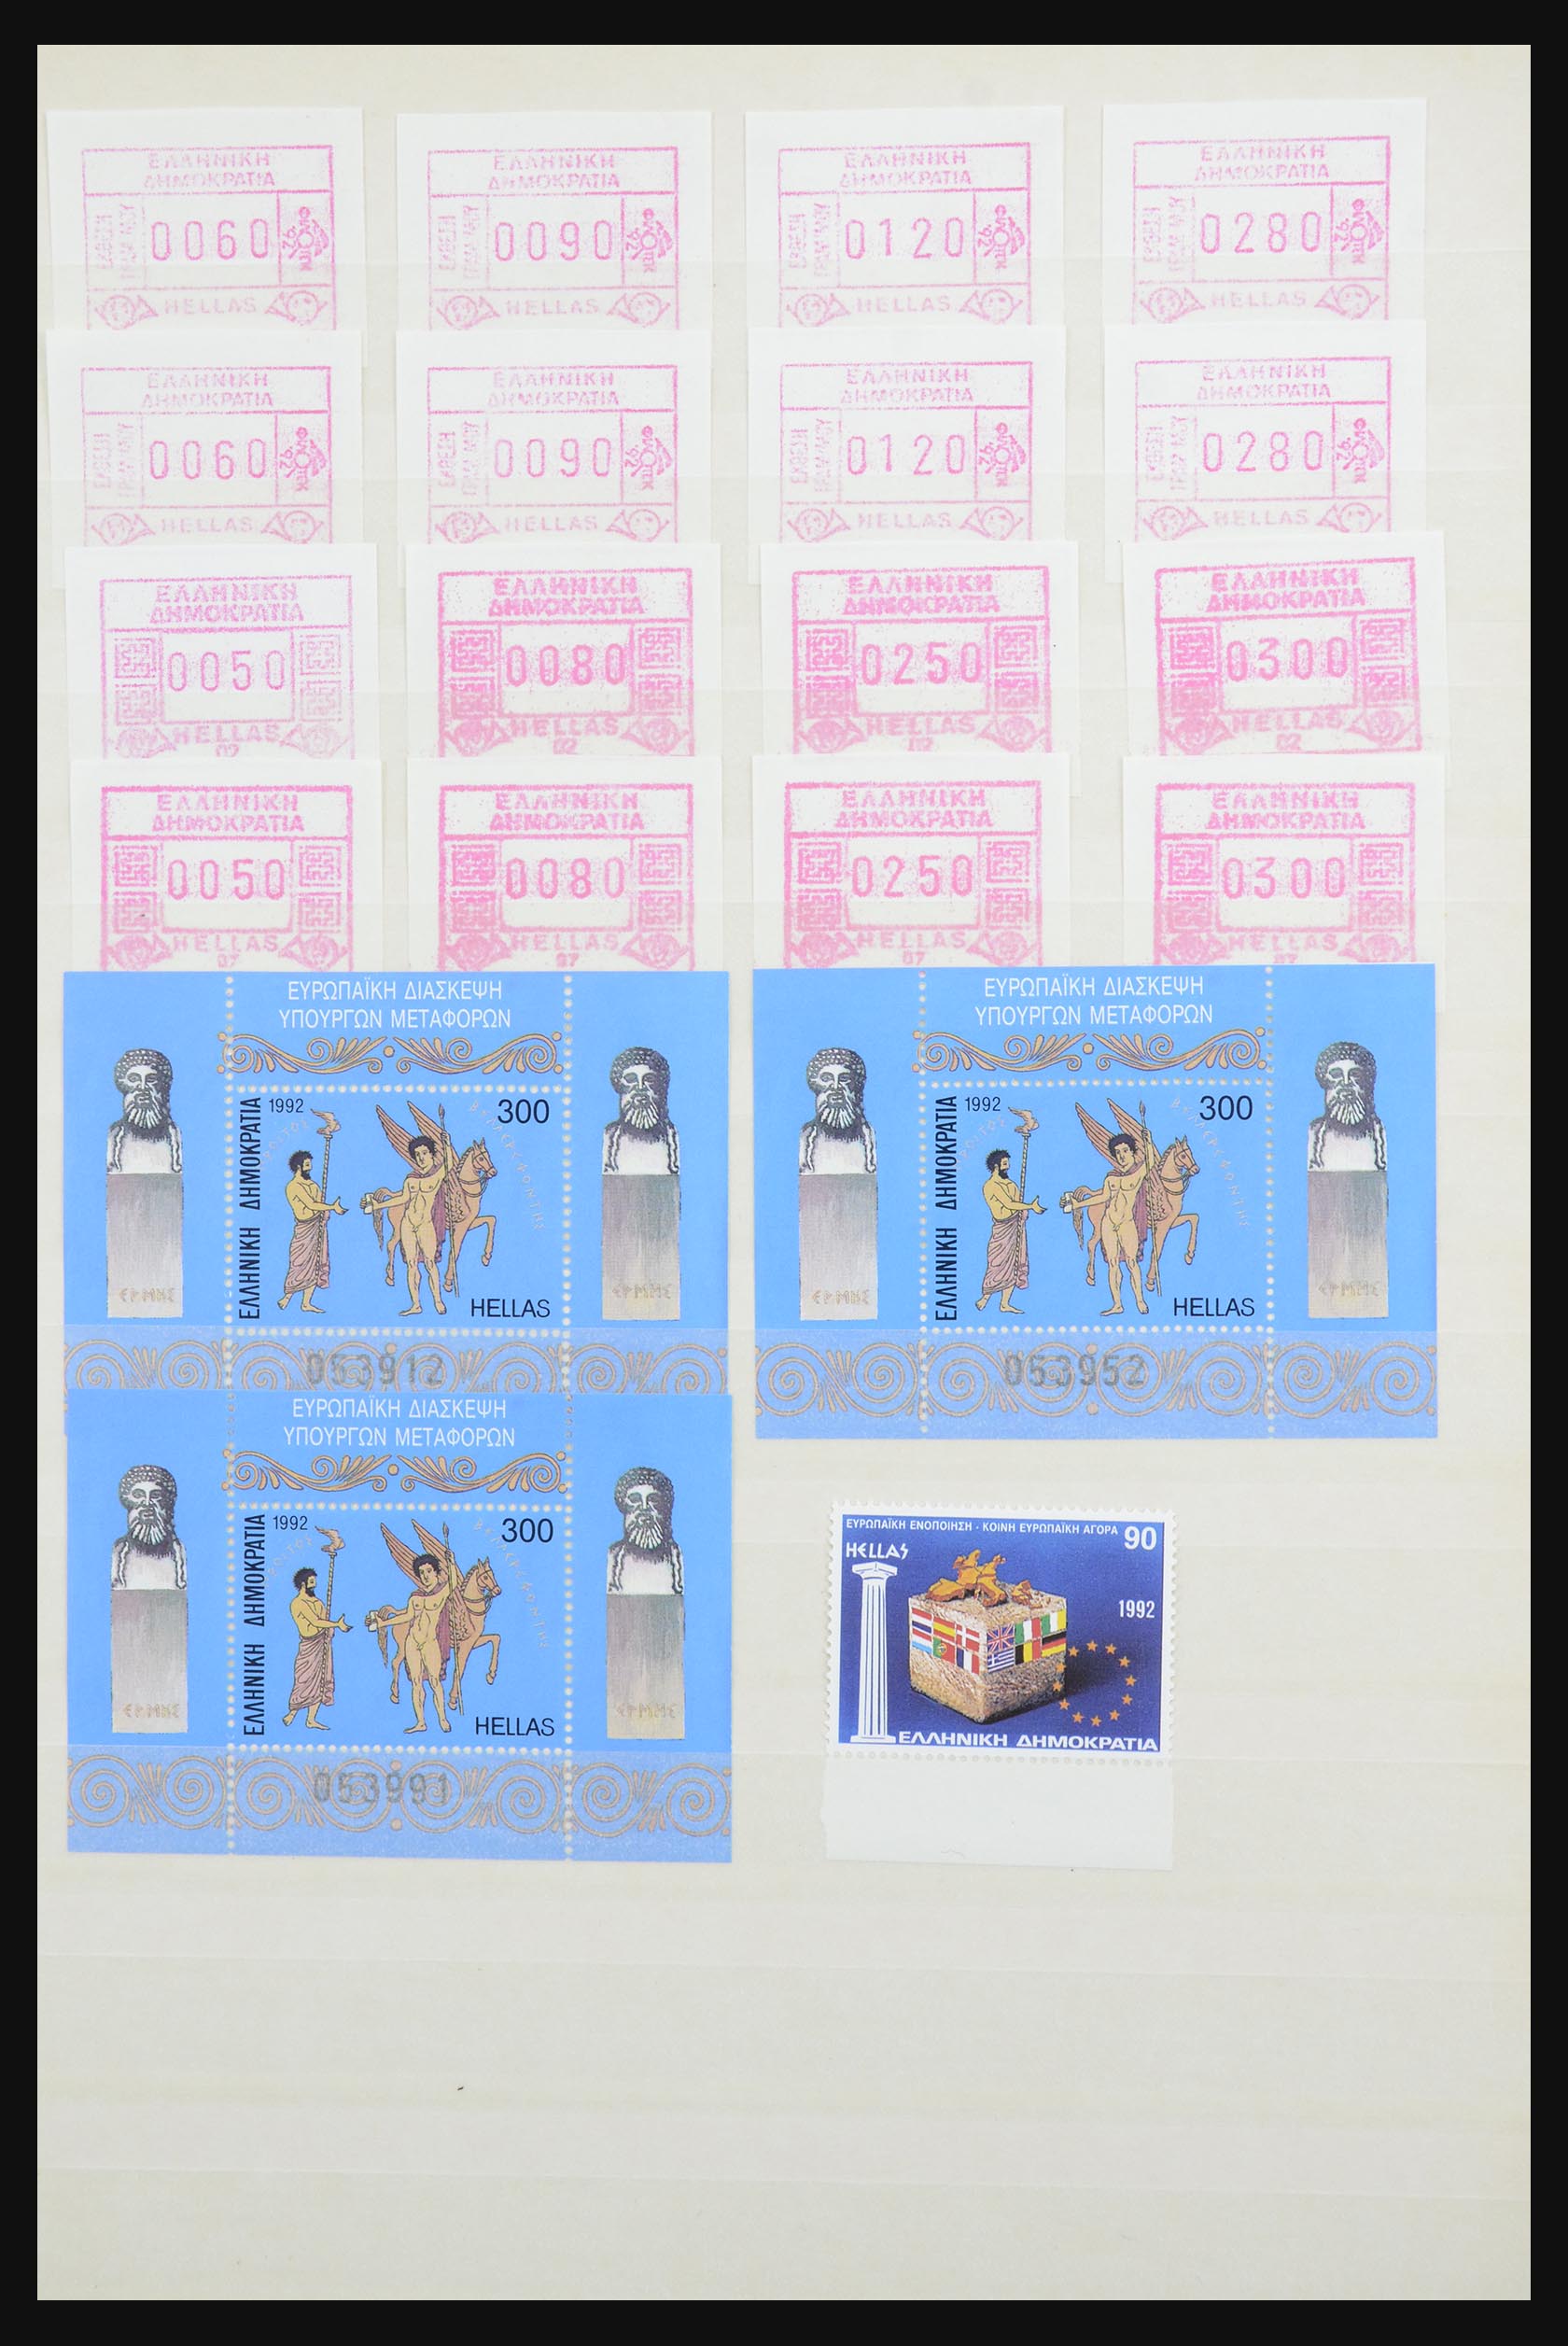 ΕΛΛΗΝΙΚΗ
ΔΗΜΟΚΡΑΤΙΑ
0060
HELLAS
ΕΛΛΗΝΙΚΗ
ΔΗΜΟΚΡΑΤΙΑ
0090
HELLAS
ΕΛΛΗΝΙΚΗ
ΔΗΜΟΚΡΑΤΙΑ
0120
HELLAS
ΕΛΛΗΝΙΚΗ
ΔΗΜΟΚΡΑΤΙΑ
0280
HELLAS
ΕΛΛΗΝΙΚΗ
ΔΗΜΟΚΡΑΤΙΑ
0060
HELLAS
ΕΛΛΗΝΙΚΗ
ΔΗΜΟΚΡΑΤΙΑ
0090
HELLAS
ΕΛΛΗΝΙΚΗ
ΔΗΜΟΚΡΑΤΙΑ
0120
HELLAS
ΕΛΛΗΝΙΚΗ
ΔΗΜΟΚΡΑΤΙΑ
0280
HELLAS
ΕΛΛΗΝΙΚΗ
ΔΗΜΟΚΡΑΤΙΑ
0050
HELLAS
02
ΕΛΛΗΝΙΚΗ
ΔΗΜΟΚΡΑΤΙΑ
0080
HELLAS
02
ΕΛΛΗΝΙΚΗ
ΔΗΜΟΚΡΑΤΙΑ
0250
HELLAS
02
ΕΛΛΗΝΙΚΗ
ΔΗΜΟΚΡΑΤΙΑ
0300
HELLAS
02
ΕΛΛΗΝΙΚΗ
ΔΗΜΟΚΡΑΤΙΑ
0050
HELLAS
07
ΕΛΛΗΝΙΚΗ
ΔΗΜΟΚΡΑΤΙΑ
0080
HELLAS
07
ΕΛΛΗΝΙΚΗ
ΔΗΜΟΚΡΑΤΙΑ
0250
HELLAS
07
ΕΛΛΗΝΙΚΗ
ΔΗΜΟΚΡΑΤΙΑ
0300
HELLAS
07
ΕΥΡΩΠΑΪΚΗ ΔΙΑΣΚΕΨΗ
ΥΠΟΥΡΓΩΝ ΜΕΤΑΦΟΡΩΝ
ΕΛΛΗΝΙΚΗ ΔΗΜΟΚΡΑΤΙΑ
1992
300
HELLAS
053912
ΕΥΡΩΠΑΪΚΗ ΔΙΑΣΚΕΨΗ
ΥΠΟΥΡΓΩΝ ΜΕΤΑΦΟΡΩΝ
ΕΛΛΗΝΙΚΗ ΔΗΜΟΚΡΑΤΙΑ
1992
300
HELLAS
053952
ΕΥΡΩΠΑΪΚΗ ΔΙΑΣΚΕΨΗ
ΥΠΟΥΡΓΩΝ ΜΕΤΑΦΟΡΩΝ
ΕΛΛΗΝΙΚΗ ΔΗΜΟΚΡΑΤΙΑ
1992
300
HELLAS
053991
ΕΥΡΩΠΑΪΚΗ ΕΝΟΠΟΙΗΣΗ - ΚΟΙΝΗ ΕΥΡΩΠΑΪΚΗ ΑΓΟΡΑ 90
HELLAS
1992
ΕΛΛΗΝΙΚΗ ΔΗΜΟΚΡΑΤΙΑ